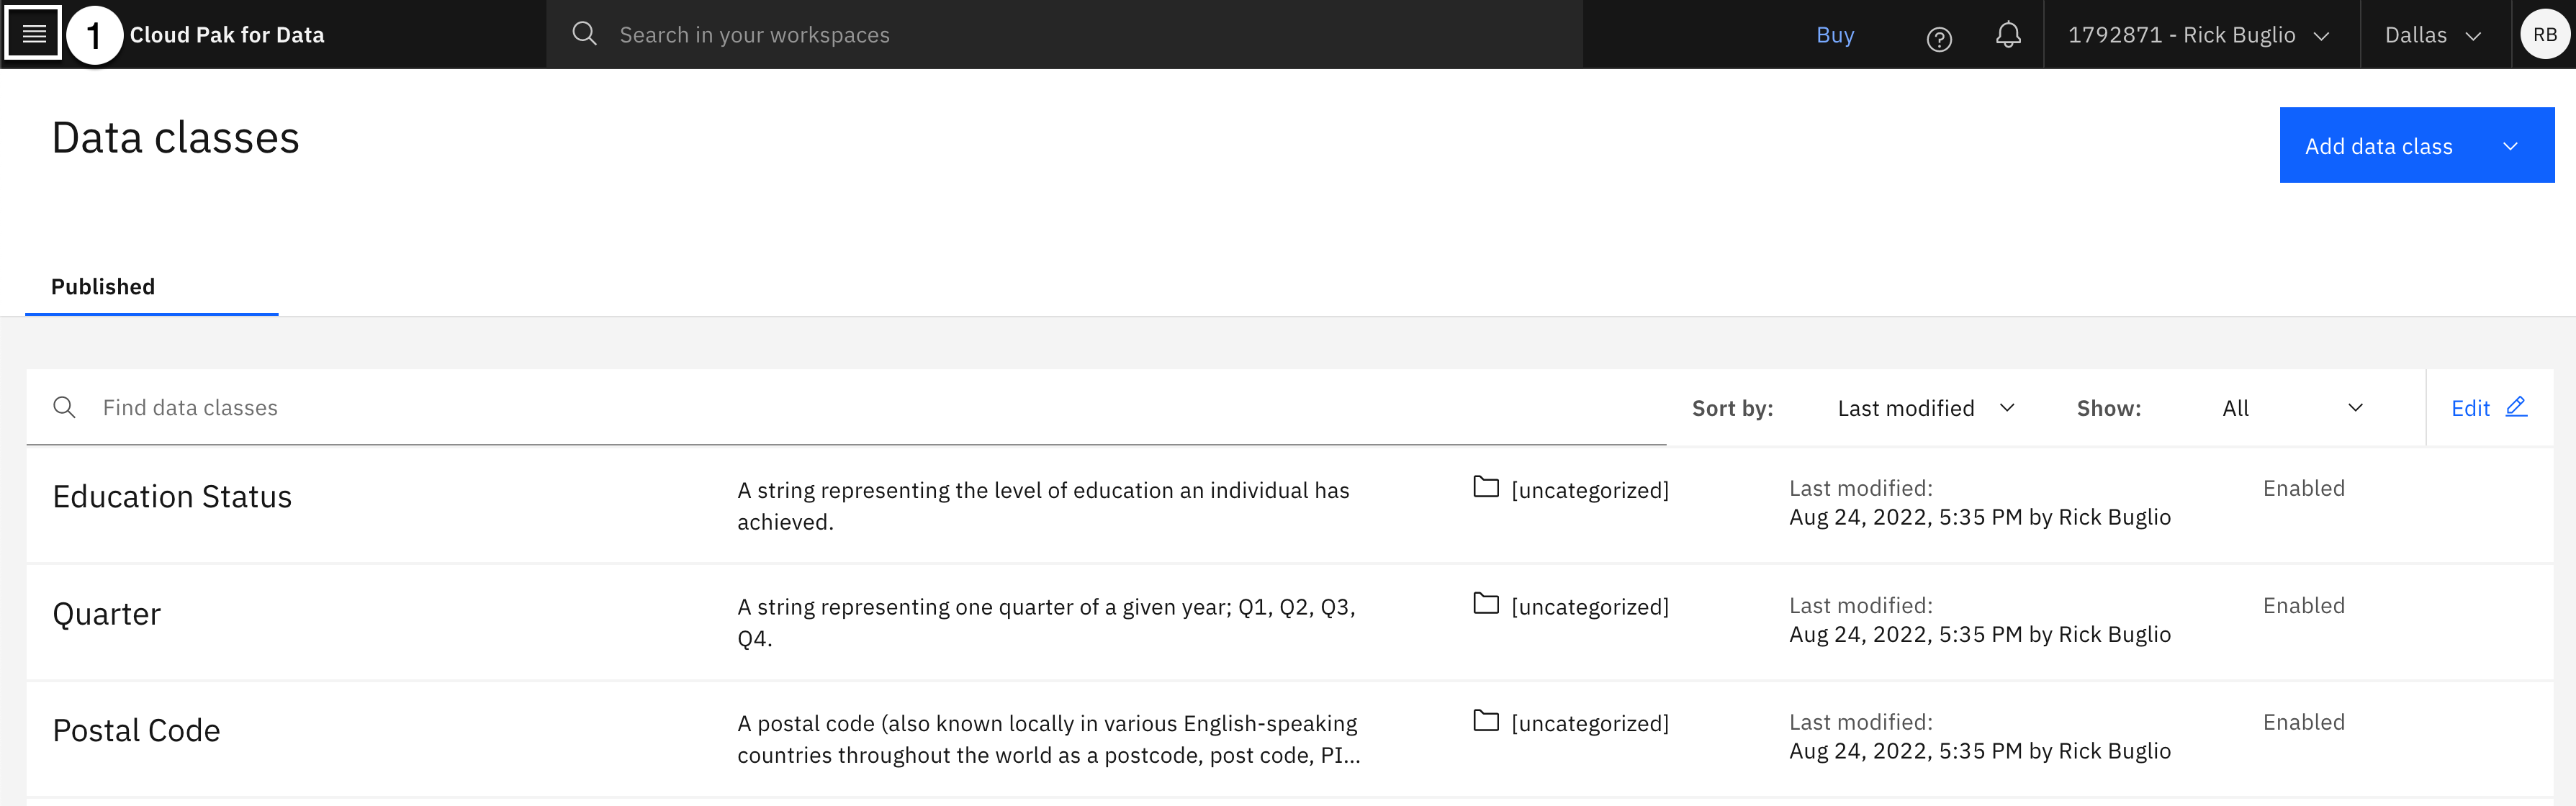 1 Cloud Pak for Data
Search in your workspaces
Buy
1792871 - Rick Buglio
Dallas
RB
Data classes
Add data class
Published
Find data classes
Sort by:
Last modified
Show:
All
Edit
Education Status
A string representing the level of education an individual has
achieved.
[uncategorized]
Last modified:
Aug 24, 2022, 5:35 PM by Rick Buglio
Enabled
Quarter
A string representing one quarter of a given year; Q1, Q2, Q3,
Q4.
[uncategorized]
Last modified:
Aug 24, 2022, 5:35 PM by Rick Buglio
Enabled
Postal Code
A postal code (also known locally in various English-speaking
countries throughout the world as a postcode, post code, PI...
[uncategorized]
Last modified:
Aug 24, 2022, 5:35 PM by Rick Buglio
Enabled